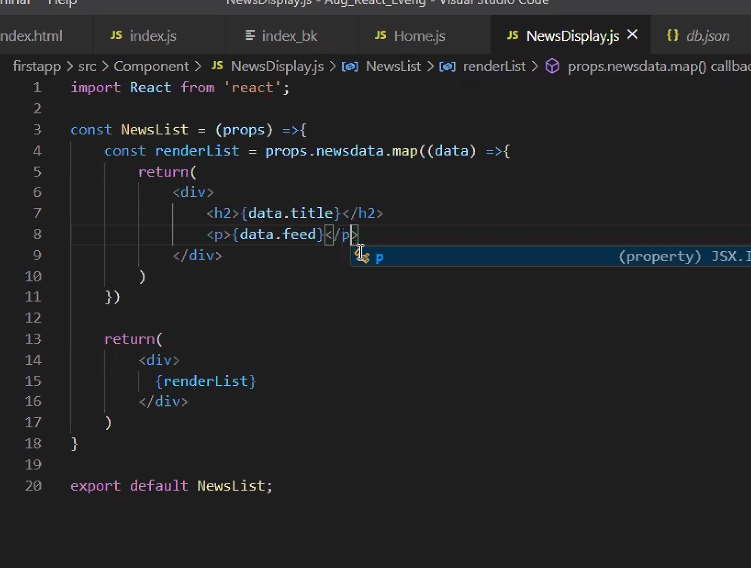 Help NewsDisplay.js - Aug_React_Eveng - Visual Studio Code
index.html JS index.js index_bk JS Home.js JS NewsDisplay.js {} db.json
firstapp > src > Component > JS NewsDisplay.js > NewsList > renderList > props.newsdata.map() callback
1 import React from 'react';
2
3 const NewsList = (props) =>{
4 const renderList = props.newsdata.map((data) =>{
5 return(
6 <div>
7 <h2>{data.title}</h2>
8 <p>{data.feed}</p>
p (property) JSX.I
9 </div>
10 )
11 })
12
13 return(
14 <div>
15 {renderList}
16 </div>
17 )
18 }
19
20 export default NewsList;